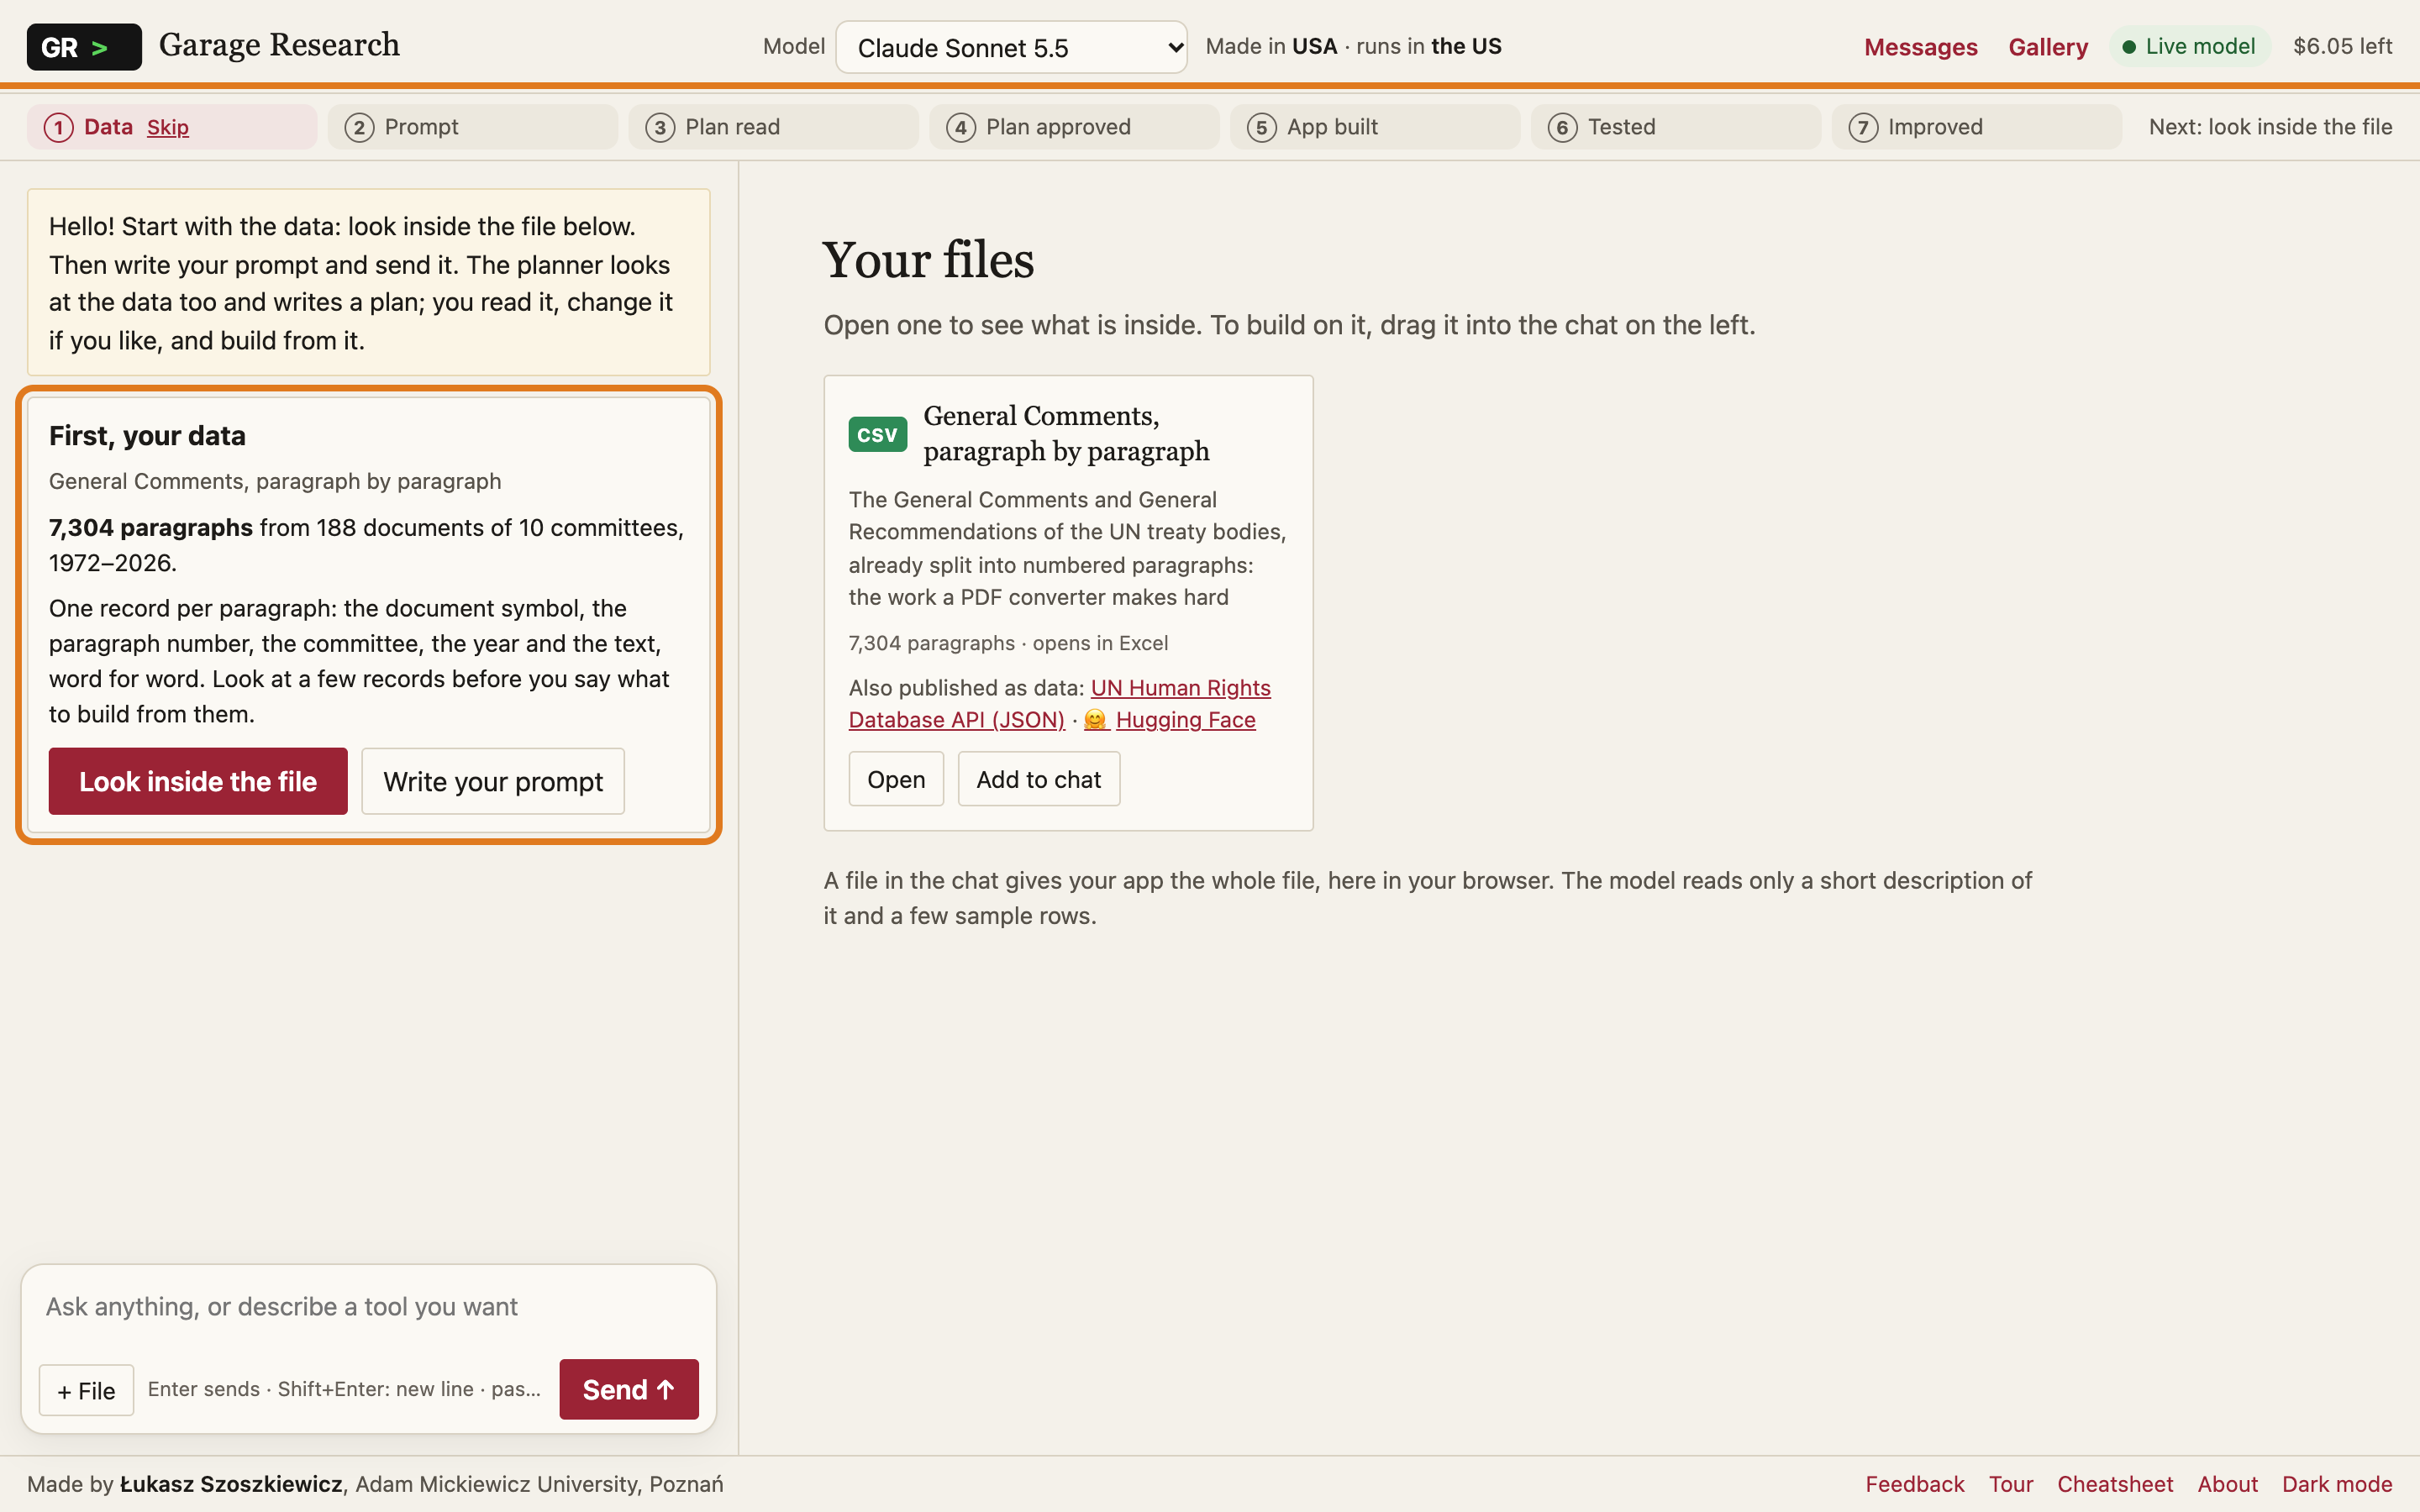 GR >
Garage Research
Model
Claude Sonnet 5.5
Made in USA · runs in the US
Messages
Gallery
Live model
$6.05 left
1 Data Skip
2 Prompt
3 Plan read
4 Plan approved
5 App built
6 Tested
7 Improved
Next: look inside the file
Hello! Start with the data: look inside the file below.
Then write your prompt and send it. The planner looks
at the data too and writes a plan; you read it, change it
if you like, and build from it.
First, your data
General Comments, paragraph by paragraph
7,304 paragraphs from 188 documents of 10 committees,
1972–2026.
One record per paragraph: the document symbol, the
paragraph number, the committee, the year and the text,
word for word. Look at a few records before you say what
to build from them.
Look inside the file
Write your prompt
Ask anything, or describe a tool you want
+ File
Enter sends · Shift+Enter: new line · pas...
Send ↑
Your files
Open one to see what is inside. To build on it, drag it into the chat on the left.
CSV
General Comments,
paragraph by paragraph
The General Comments and General
Recommendations of the UN treaty bodies,
already split into numbered paragraphs:
the work a PDF converter makes hard
7,304 paragraphs · opens in Excel
Also published as data: UN Human Rights
Database API (JSON) · 🤗 Hugging Face
Open
Add to chat
A file in the chat gives your app the whole file, here in your browser. The model reads only a short description of
it and a few sample rows.
Made by Łukasz Szoszkiewicz, Adam Mickiewicz University, Poznań
Feedback
Tour
Cheatsheet
About
Dark mode